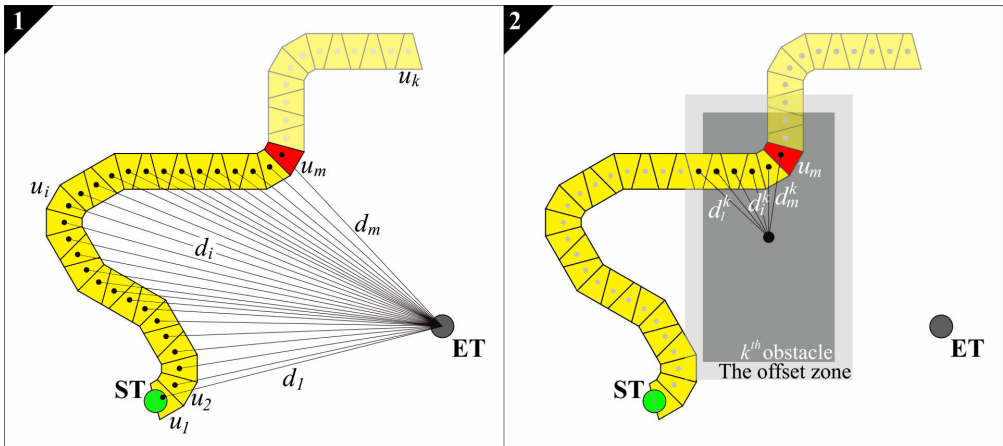 1
u_k
u_m
u_i
d_m
d_i
ET
ST
d_1
u_2
u_1
2
u_m
d_l^k
d_i^k
d_m^k
k^th obstacle
The offset zone
ET
ST